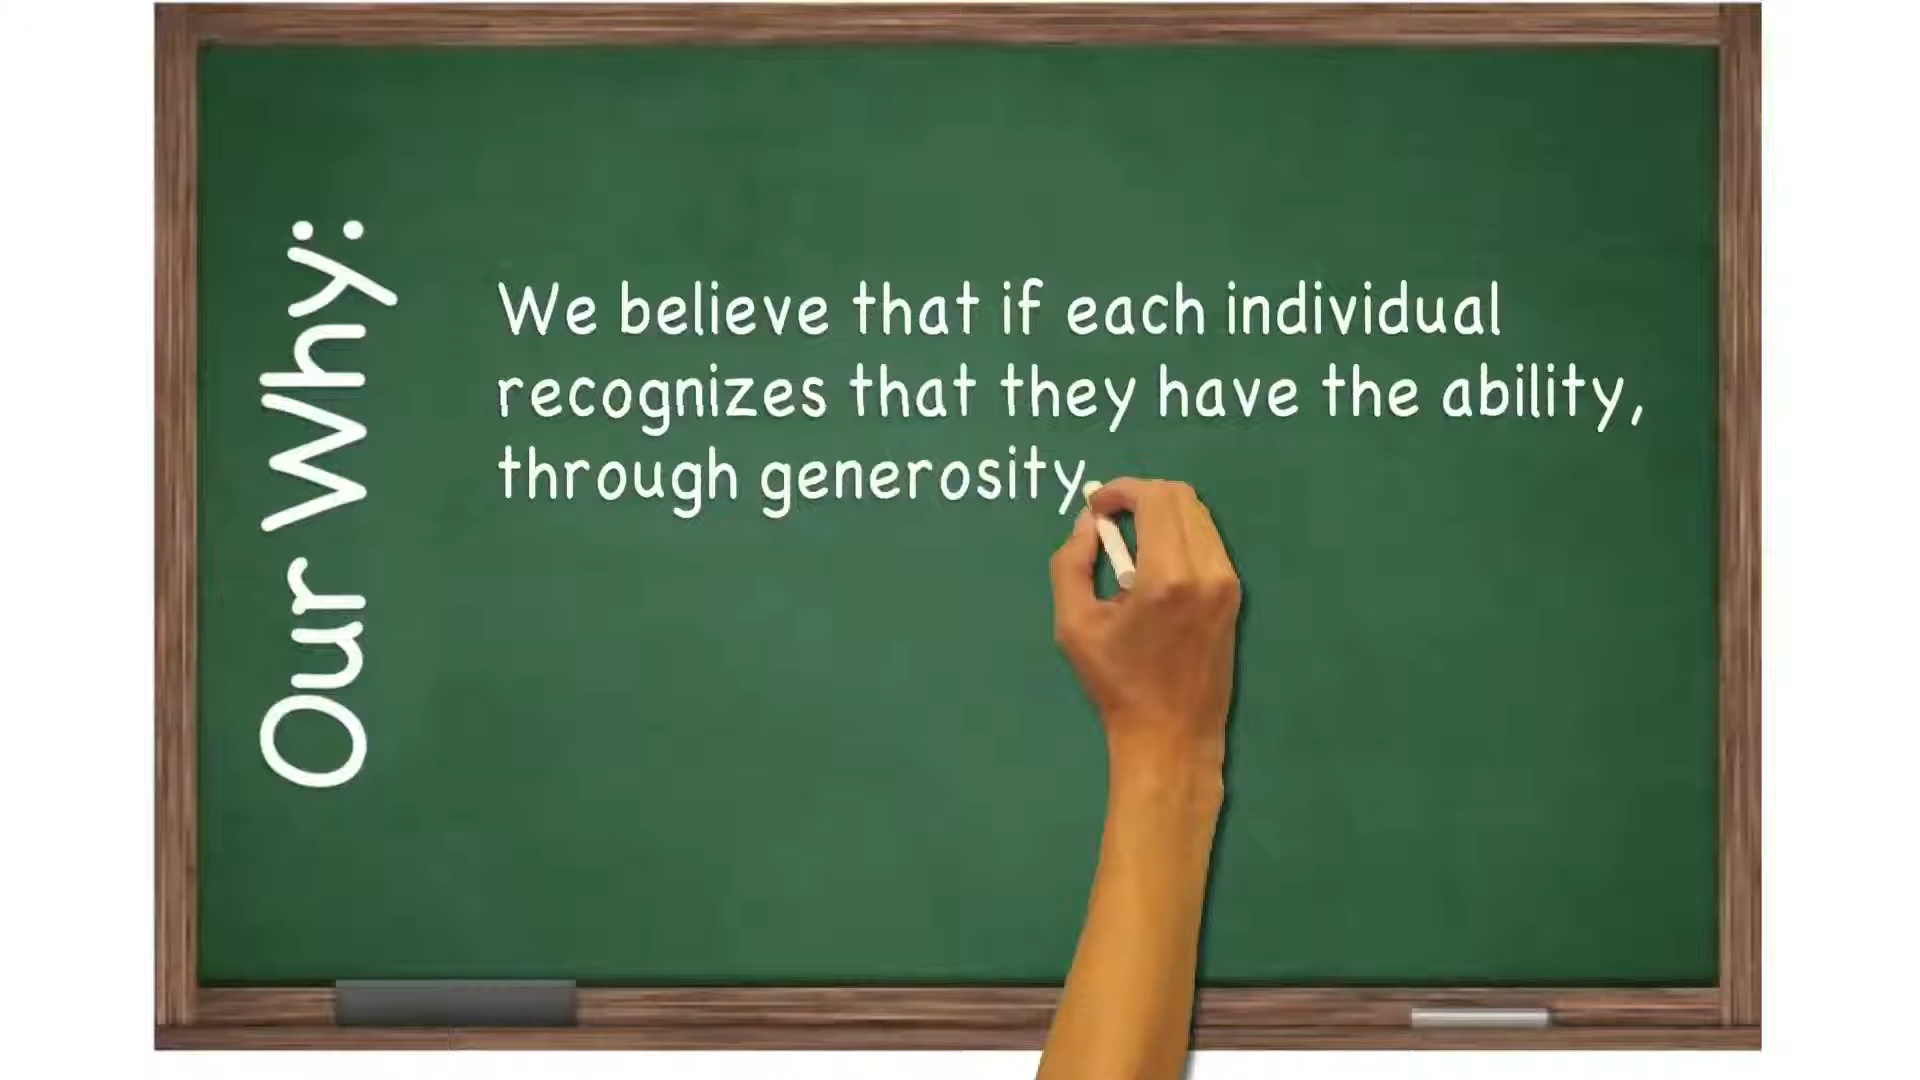 Our Why:
We believe that if each individual
recognizes that they have the ability,
through generosity